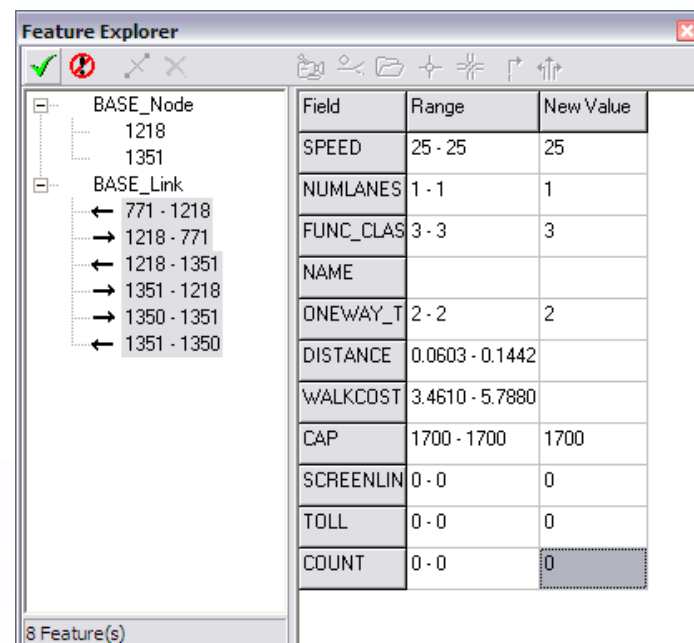 Feature Explorer
BASE_Node
1218
1351
BASE_Link
771 - 1218
1218 - 771
1218 - 1351
1351 - 1218
1350 - 1351
1351 - 1350
8 Feature(s)
Field Range New Value
SPEED 25 - 25 25
NUMLANES 1 - 1 1
FUNC_CLAS 3 - 3 3
NAME
ONEWAY_T 2 - 2 2
DISTANCE 0.0603 - 0.1442
WALKCOST 3.4610 - 5.7880
CAP 1700 - 1700 1700
SCREENLIN 0 - 0 0
TOLL 0 - 0 0
COUNT 0 - 0 0